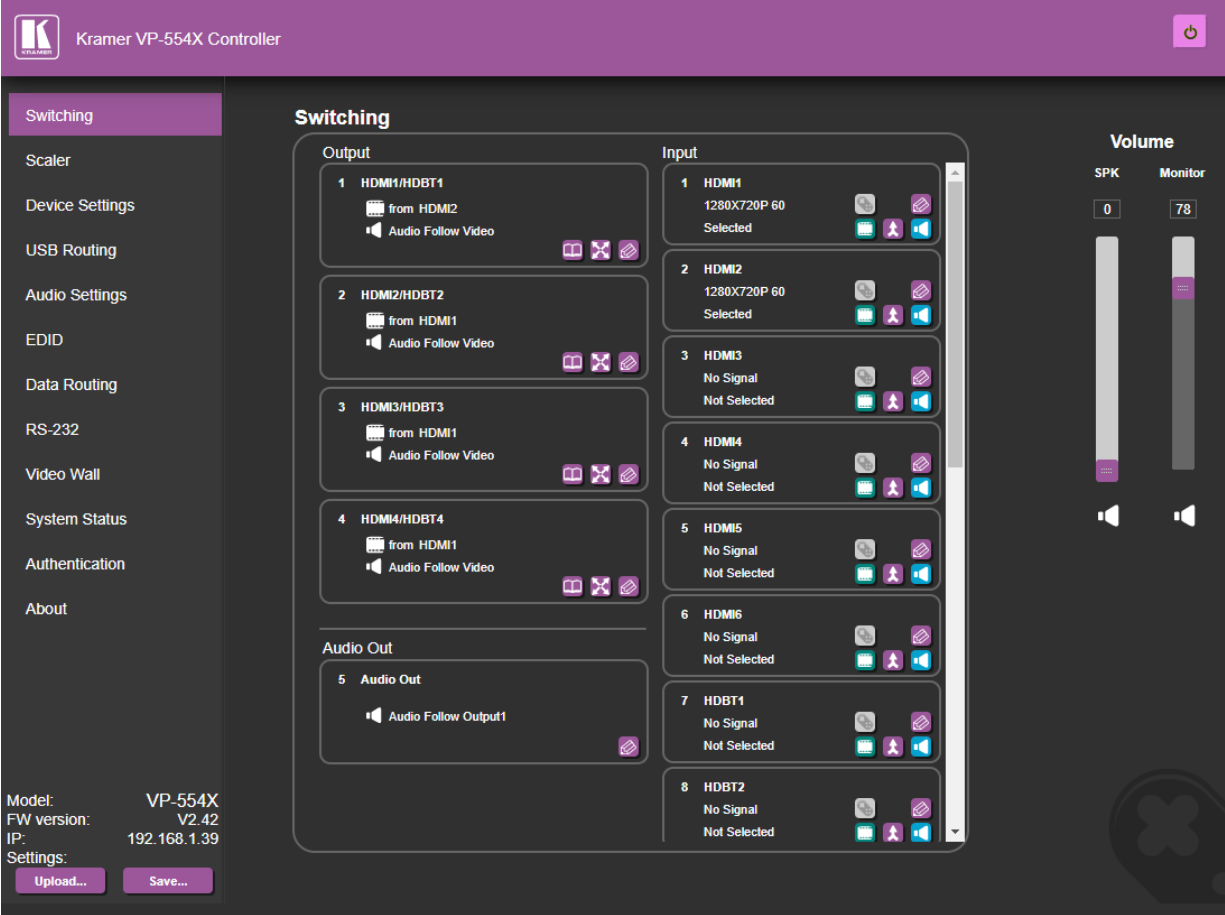 KRAMER
Kramer VP-554X Controller
Switching
Scaler
Device Settings
USB Routing
Audio Settings
EDID
Data Routing
RS-232
Video Wall
System Status
Authentication
About
Model: VP-554X
FW version: V2.42
IP: 192.168.1.39
Settings:
Upload... Save...
Switching
Output
1 HDMI1/HDBT1
from HDMI2
Audio Follow Video
2 HDMI2/HDBT2
from HDMI1
Audio Follow Video
3 HDMI3/HDBT3
from HDMI1
Audio Follow Video
4 HDMI4/HDBT4
from HDMI1
Audio Follow Video
Audio Out
5 Audio Out
Audio Follow Output1
Input
1 HDMI1
1280X720P 60
Selected
2 HDMI2
1280X720P 60
Selected
3 HDMI3
No Signal
Not Selected
4 HDMI4
No Signal
Not Selected
5 HDMI5
No Signal
Not Selected
6 HDMI6
No Signal
Not Selected
7 HDBT1
No Signal
Not Selected
8 HDBT2
No Signal
Not Selected
Volume
SPK Monitor
0 78